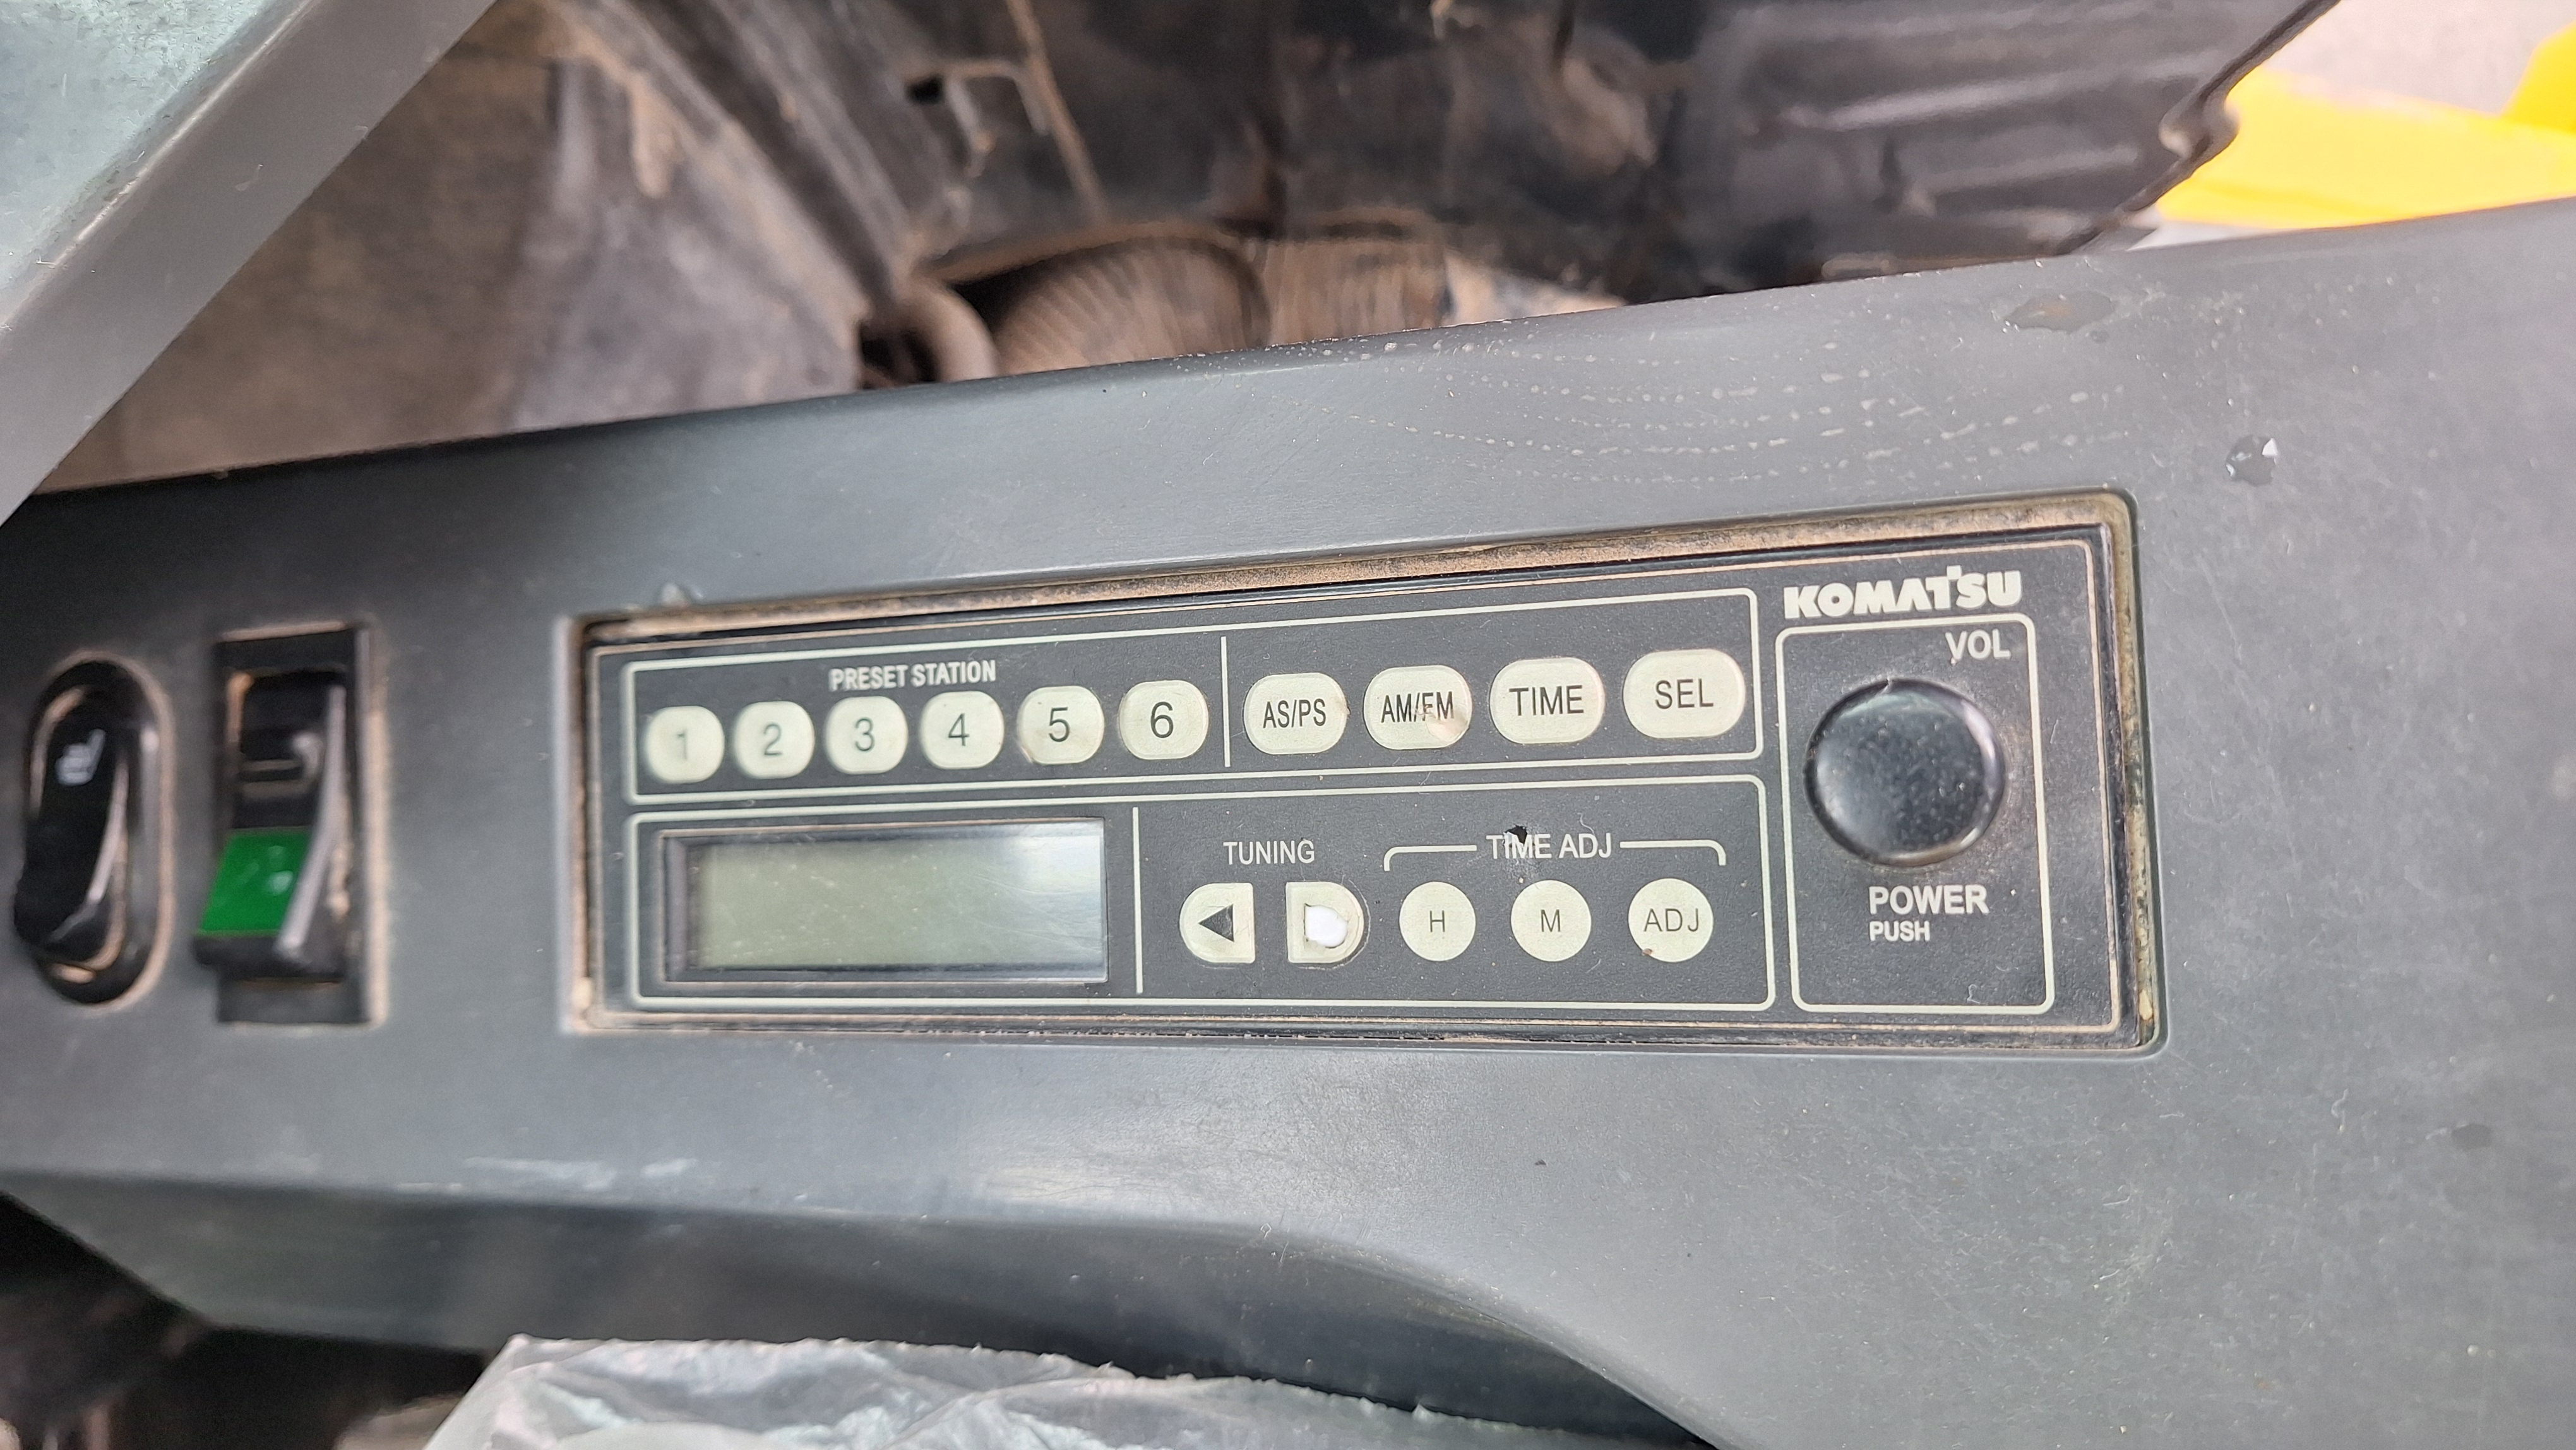 KOMATSU
PRESET STATION
1 2 3 4 5 6
AS/PS AM/FM TIME SEL
VOL
TUNING
TIME ADJ
H M ADJ
POWER
PUSH